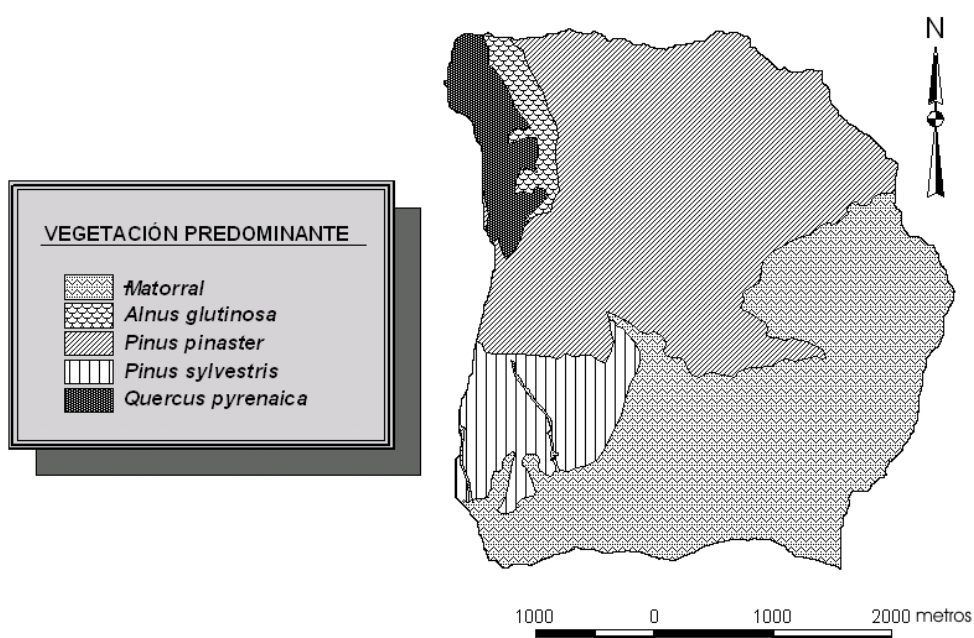 N
VEGETACIÓN PREDOMINANTE
Matorral
Alnus glutinosa
Pinus pinaster
Pinus sylvestris
Quercus pyrenaica
1000 0 1000 2000 metros